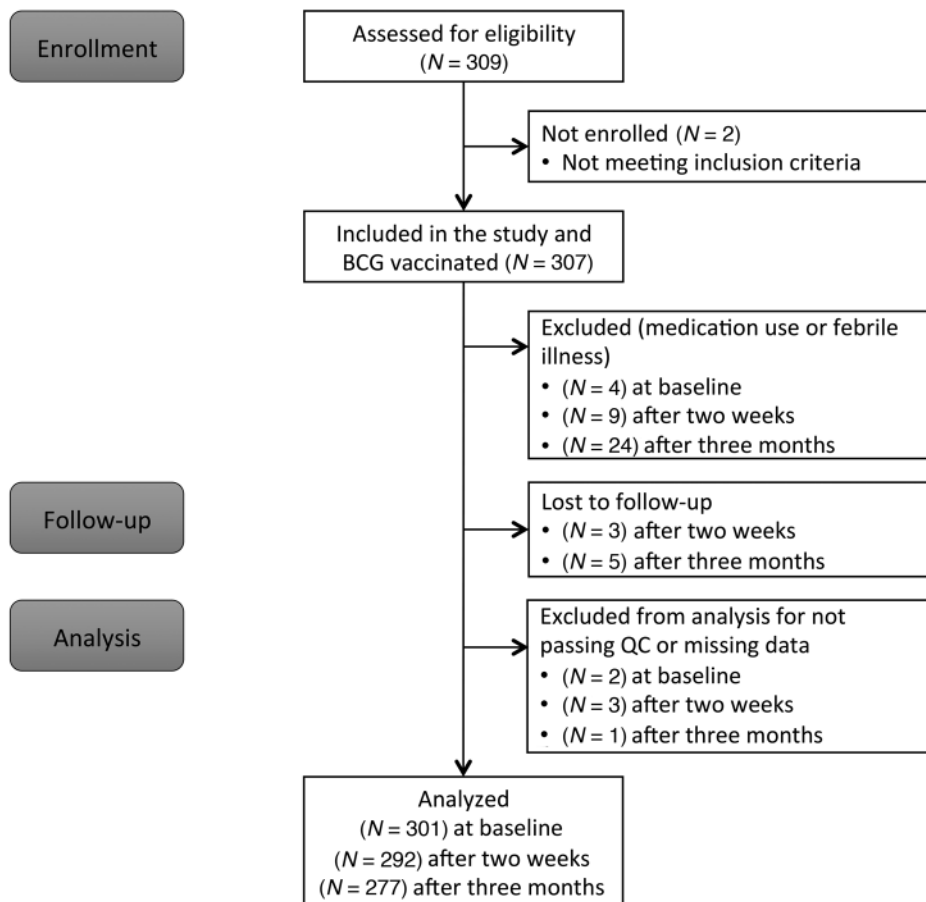 Enrollment
Assessed for eligibility
(N = 309)
Not enrolled (N = 2)
• Not meeting inclusion criteria
Included in the study and
BCG vaccinated (N = 307)
Excluded (medication use or febrile
illness)
• (N = 4) at baseline
• (N = 9) after two weeks
• (N = 24) after three months
Follow-up
Lost to follow-up
• (N = 3) after two weeks
• (N = 5) after three months
Analysis
Excluded from analysis for not
passing QC or missing data
• (N = 2) at baseline
• (N = 3) after two weeks
• (N = 1) after three months
Analyzed
(N = 301) at baseline
(N = 292) after two weeks
(N = 277) after three months